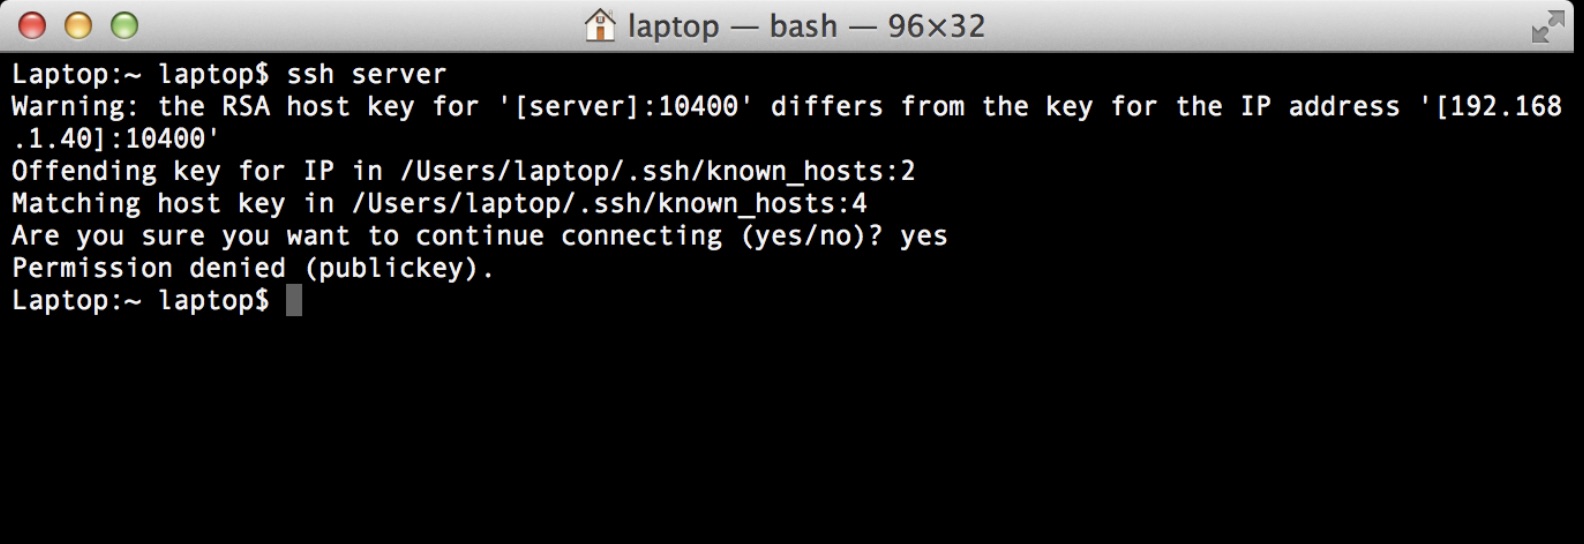 laptop — bash — 96×32
Laptop:~ laptop$ ssh server
Warning: the RSA host key for '[server]:10400' differs from the key for the IP address '[192.168
.1.40]:10400'
Offending key for IP in /Users/laptop/.ssh/known_hosts:2
Matching host key in /Users/laptop/.ssh/known_hosts:4
Are you sure you want to continue connecting (yes/no)? yes
Permission denied (publickey).
Laptop:~ laptop$